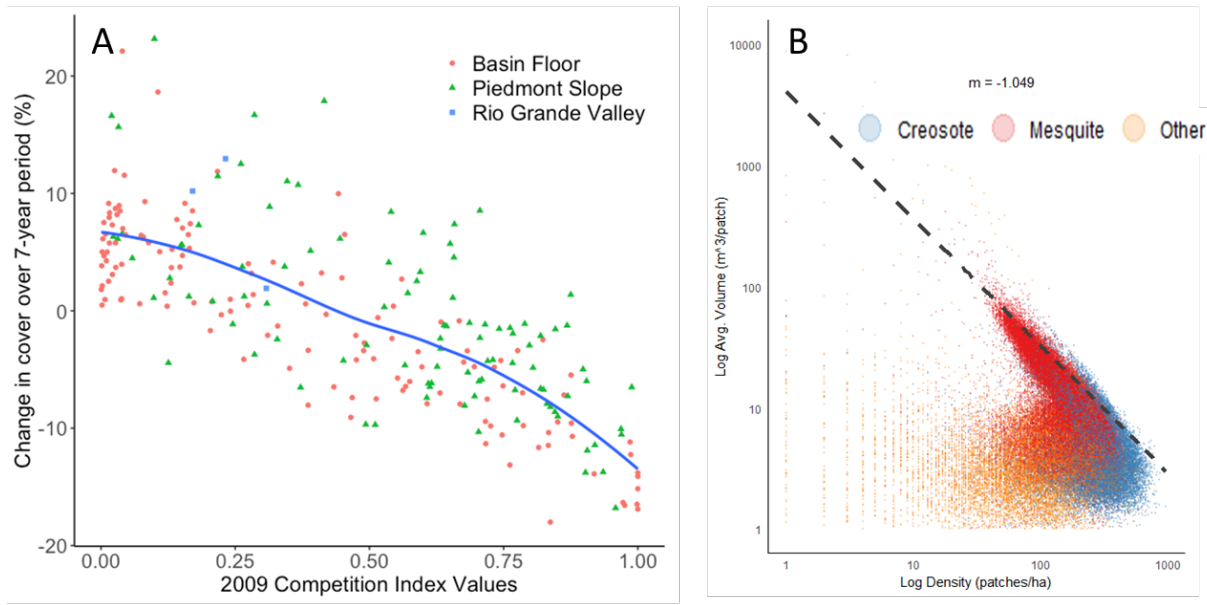 A
Basin Floor
Piedmont Slope
Rio Grande Valley
Change in cover over 7-year period (%)
20
10
0
-10
-20
0.00 0.25 0.50 0.75 1.00
2009 Competition Index Values
B
m = -1.049
Creosote Mesquite Other
Log Avg. Volume (m^3/patch)
10000
1000
100
10
1
1 10 100 1000
Log Density (patches/ha)